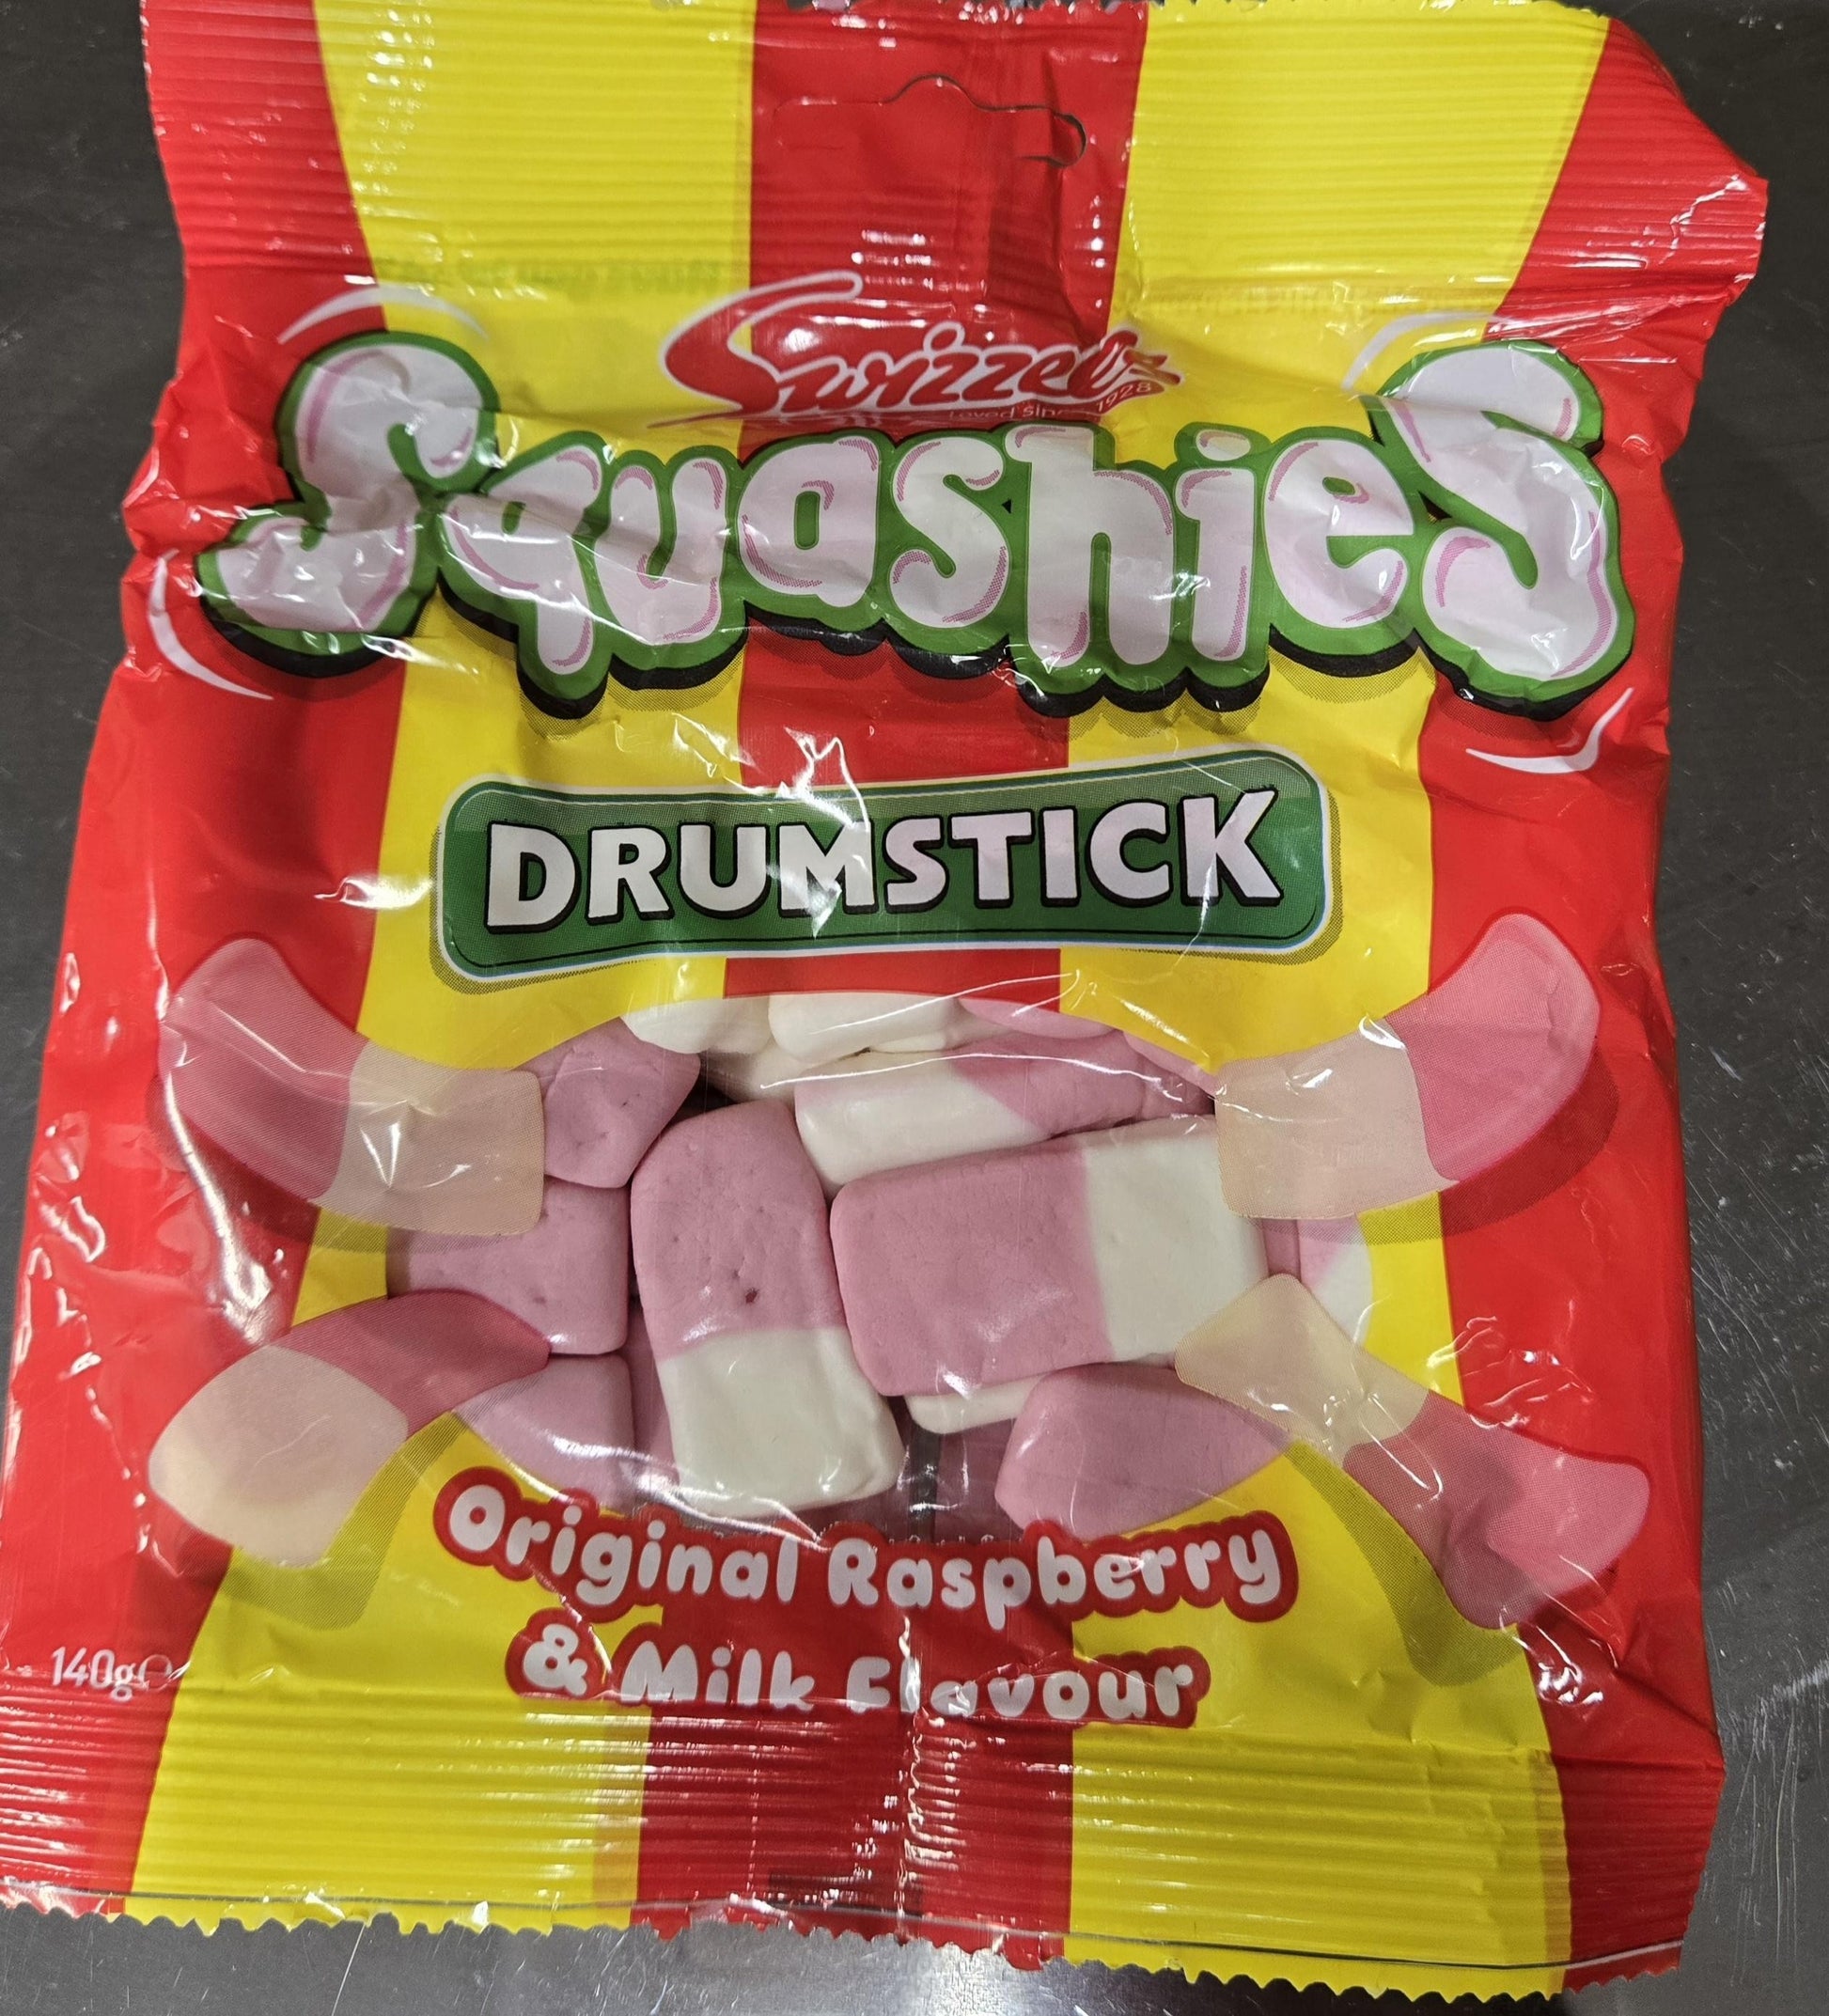 Swizzels
Loved since 1928
Squashies
DRUMSTICK
Original Raspberry
& Milk Flavour
140g℮